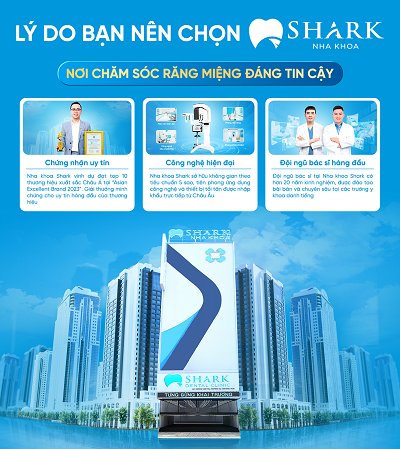 LÝ DO BẠN NÊN CHỌN SHARK
NHA KHOA
NƠI CHĂM SÓC RĂNG MIỆNG ĐÁNG TIN CẬY
Chứng nhận uy tín
Nha khoa Shark vinh dự đạt top 10
thương hiệu xuất sắc Châu Á tại "Asian
Excellent Brand 2023". Giải thưởng minh
chứng cho uy tín hàng đầu của thương
hiệu
Công nghệ hiện đại
Nha khoa Shark sở hữu không gian theo
tiêu chuẩn 5 sao, tiên phong ứng dụng
công nghệ và thiết bị tối tân được nhập
khẩu trực tiếp từ Châu Âu
Đội ngũ bác sĩ hàng đầu
Đội ngũ bác sĩ tại Nha khoa Shark có
hơn 20 năm kinh nghiệm, được đào tạo
bài bản và chuyên sâu tại các trường y
khoa danh tiếng
SHARK
NHA KHOA
SHARK
DENTAL CLINIC
TƯNG BỪNG KHAI TRƯƠNG